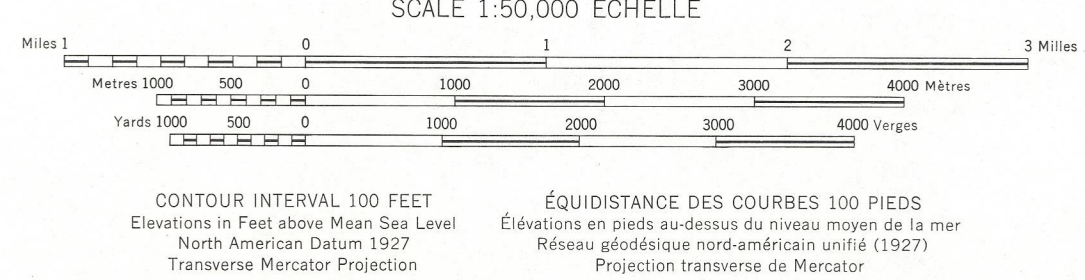 SCALE 1:50,000 ÉCHELLE
Miles 1 0 1 2 3 Milles
Metres 1000 500 0 1000 2000 3000 4000 Mètres
Yards 1000 500 0 1000 2000 3000 4000 Verges
CONTOUR INTERVAL 100 FEET
Elevations in Feet above Mean Sea Level
North American Datum 1927
Transverse Mercator Projection
ÉQUIDISTANCE DES COURBES 100 PIEDS
Élévations en pieds au-dessus du niveau moyen de la mer
Réseau géodésique nord-américain unifié (1927)
Projection transverse de Mercator